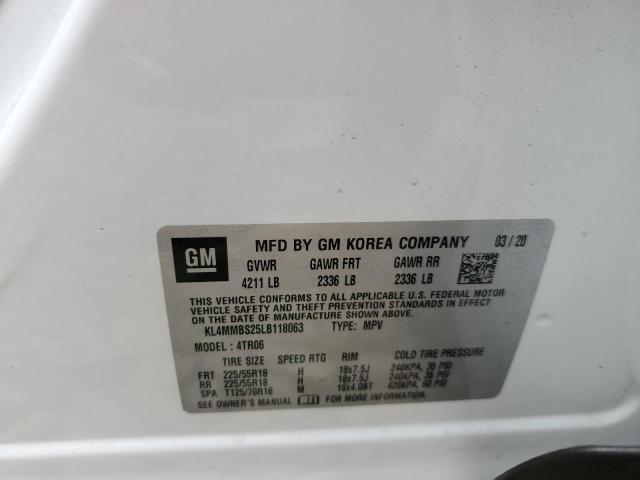 GM
MFD BY GM KOREA COMPANY 03/20
GVWR GAWR FRT GAWR RR
4211 LB 2336 LB 2336 LB
THIS VEHICLE CONFORMS TO ALL APPLICABLE U.S. FEDERAL MOTOR
VEHICLE SAFETY AND THEFT PREVENTION STANDARDS IN EFFECT
ON THE DATE OF MANUFACTURE SHOWN ABOVE.
KL4MMBS25LB118063 TYPE: MPV
MODEL: 4TR06
TIRE SIZE SPEED RTG RIM COLD TIRE PRESSURE
FRT 225/55R18 H 18x7.5J 240KPA, 35 PSI
RR 225/55R18 H 18x7.5J 240KPA, 35 PSI
SPA T125/70R16 M 16x4.0BT 420KPA, 60 PSI
SEE OWNER'S MANUAL